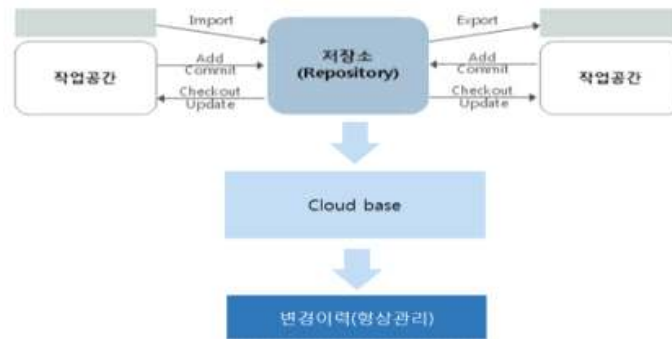 Import
Export
저장소
(Repository)
작업공간
Add
Commit
Checkout
Update
Add
Commit
Checkout
Update
작업공간
Cloud base
변경이력(형상관리)